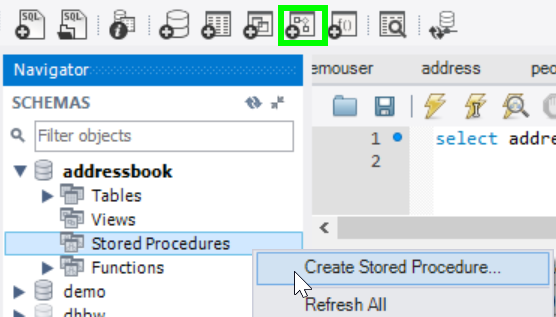 SQL SQL
Navigator
SCHEMAS
Filter objects
addressbook
Tables
Views
Stored Procedures
Functions
demo
dhbw
f()
emouser address peo
1 select addre
2
Create Stored Procedure...
Refresh All